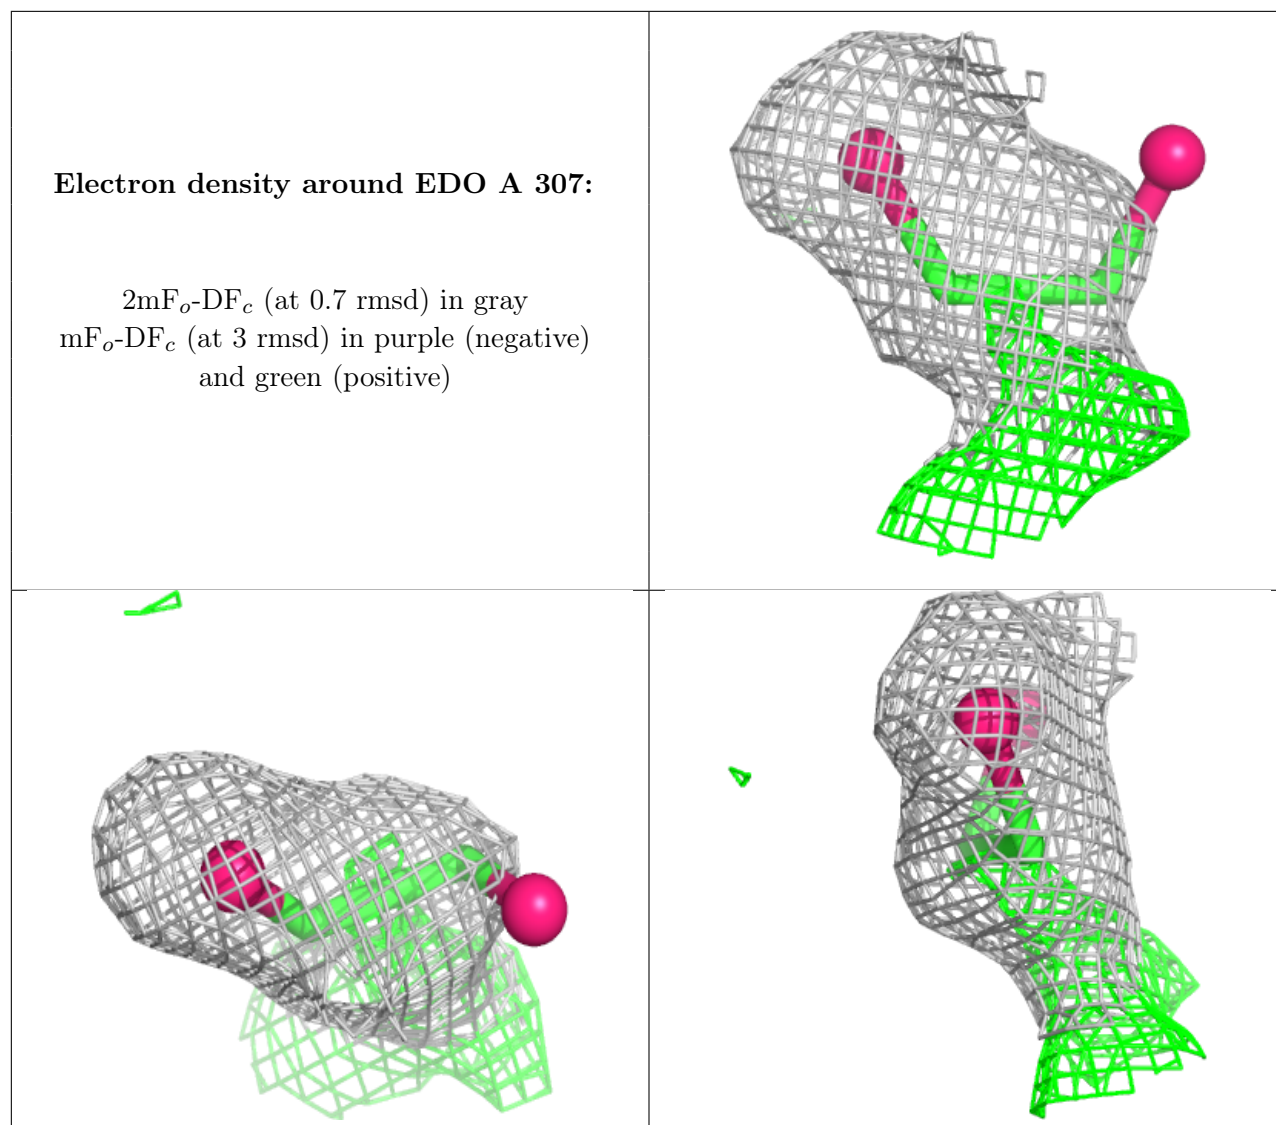 Electron density around EDO A 307:
2mFo-DFc (at 0.7 rmsd) in gray
mFo-DFc (at 3 rmsd) in purple (negative)
and green (positive)